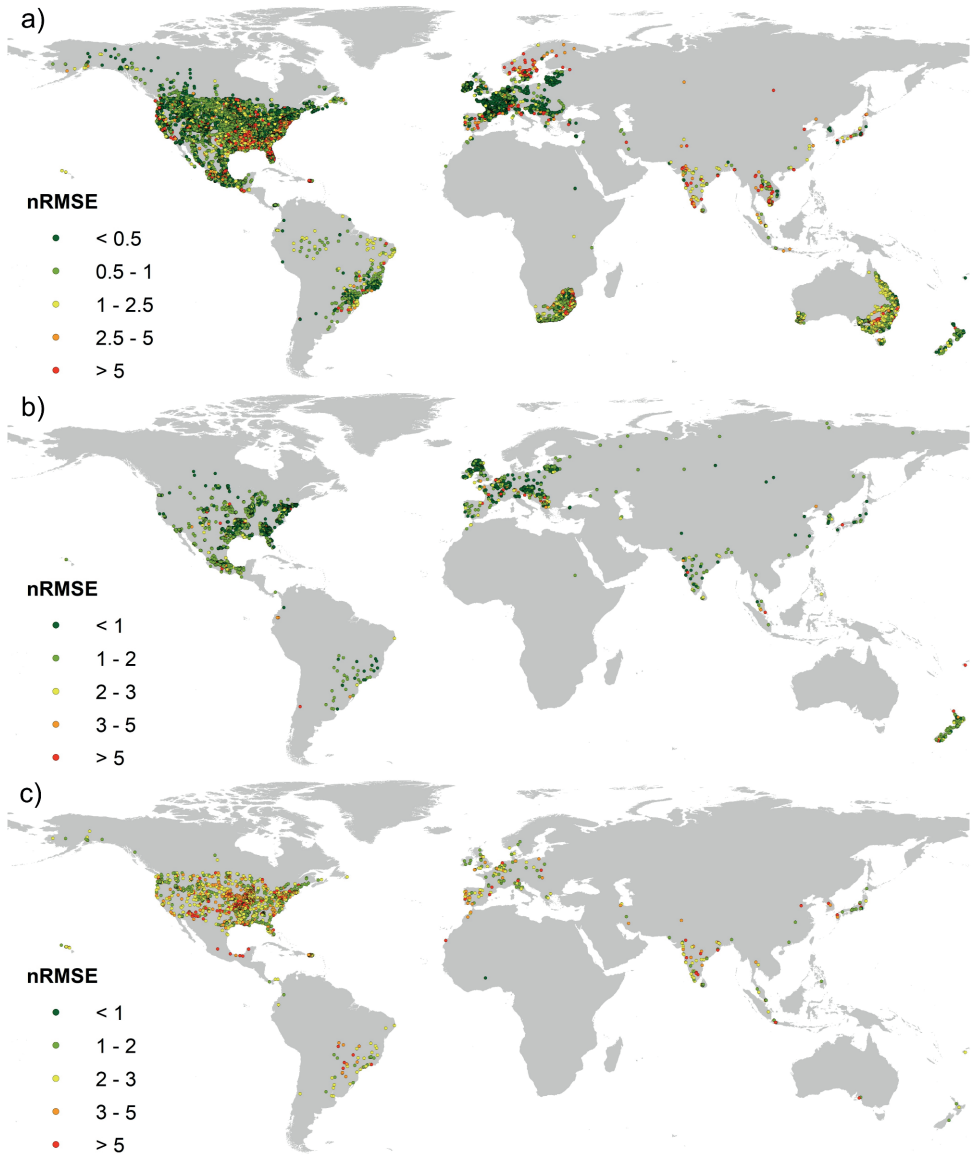 a)
nRMSE
< 0.5
0.5 - 1
1 - 2.5
2.5 - 5
> 5
b)
nRMSE
< 1
1 - 2
2 - 3
3 - 5
> 5
c)
nRMSE
< 1
1 - 2
2 - 3
3 - 5
> 5